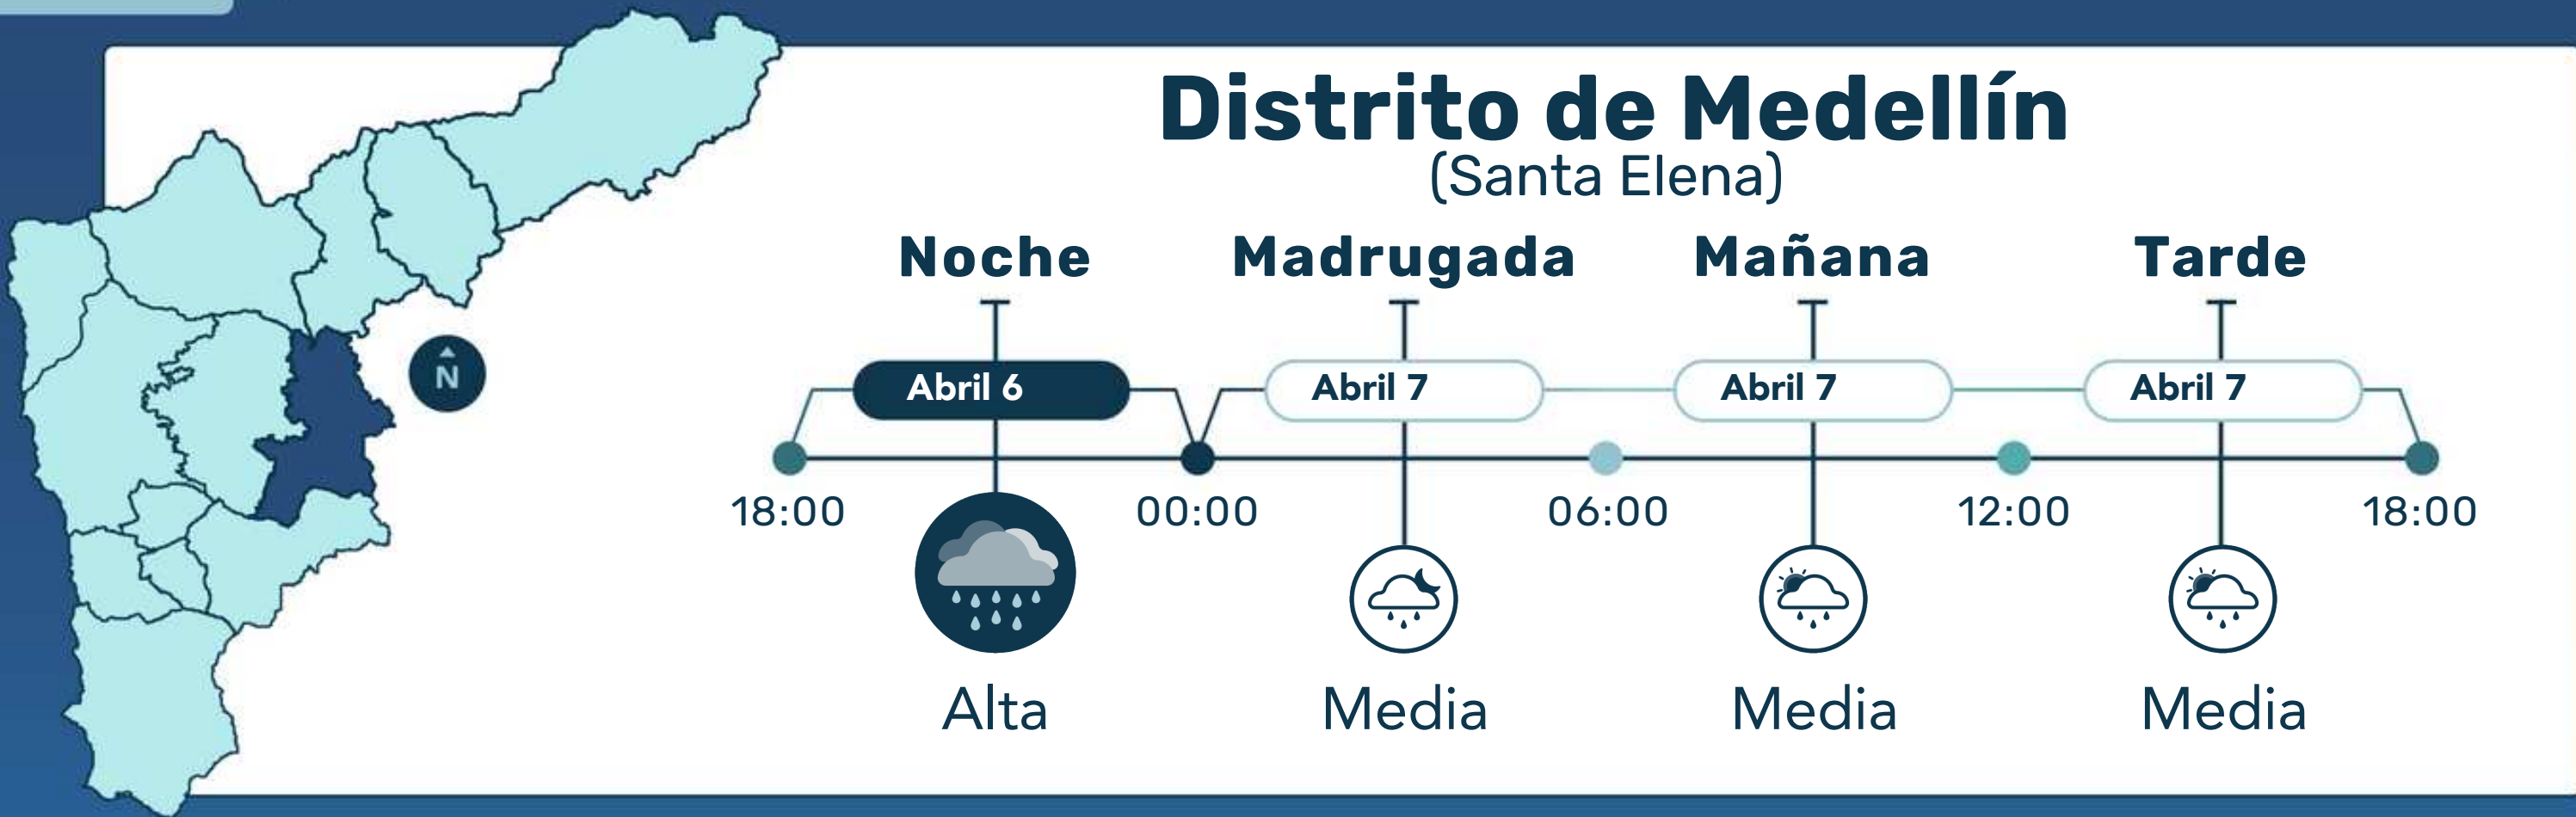 Distrito de Medellín
(Santa Elena)
Noche Madrugada Mañana Tarde
N
Abril 6 Abril 7 Abril 7 Abril 7
18:00 00:00 06:00 12:00 18:00
Alta Media Media Media